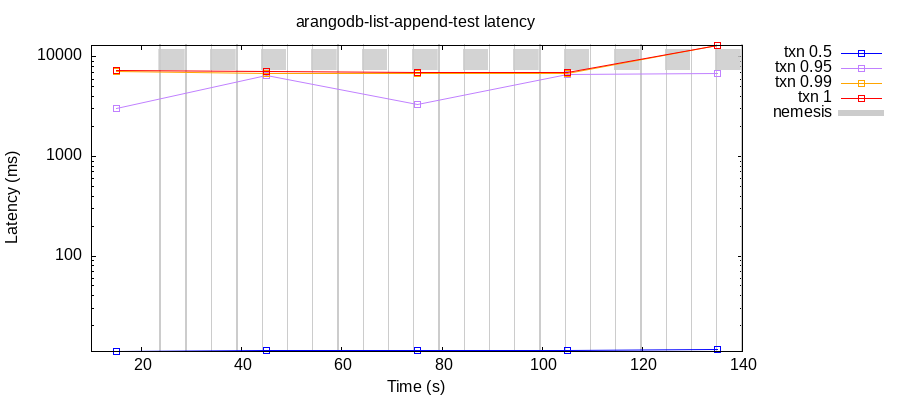 arangodb-list-append-test latency
10000
1000
100
Latency (ms)
20 40 60 80 100 120 140
Time (s)
txn 0.5
txn 0.95
txn 0.99
txn 1
nemesis